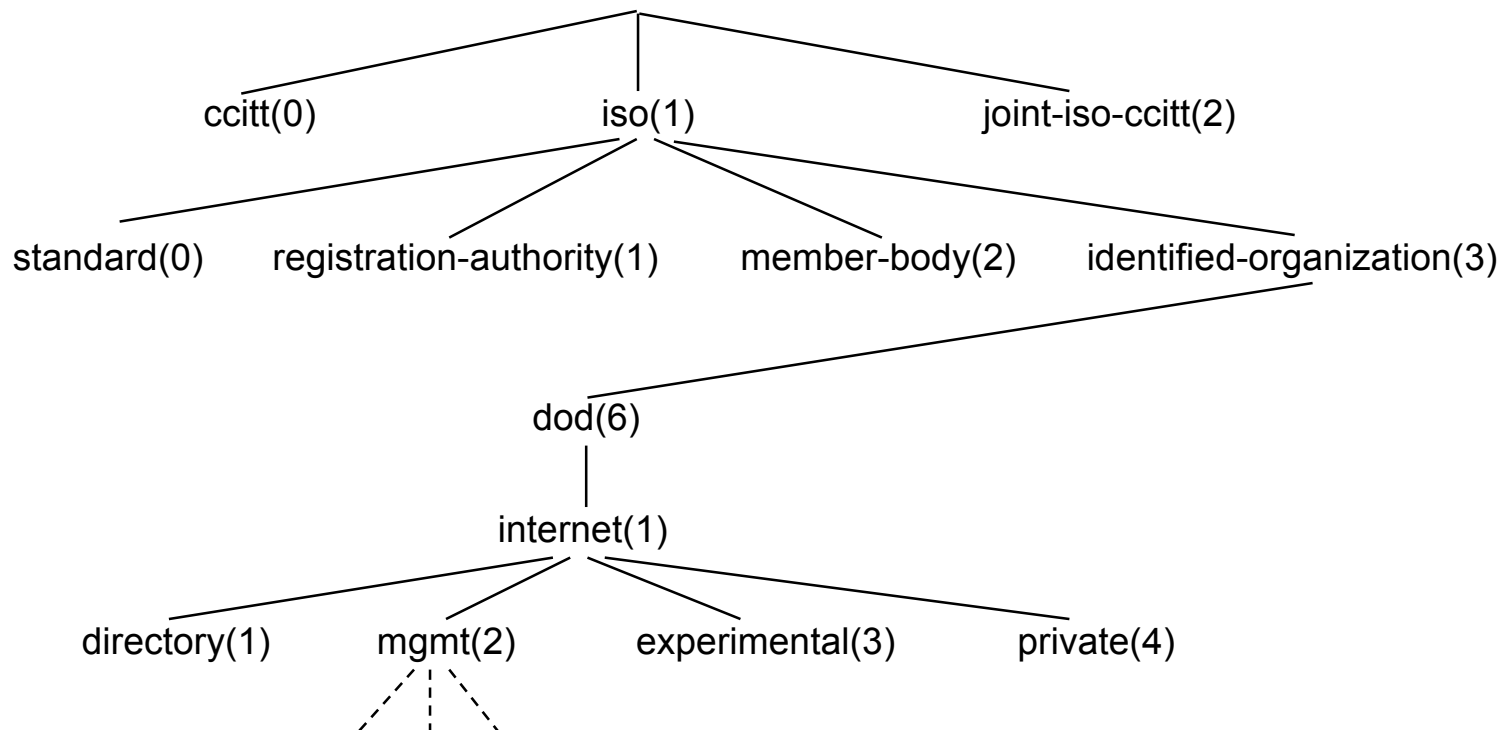 ccitt(0) iso(1) joint-iso-ccitt(2)
standard(0) registration-authority(1) member-body(2) identified-organization(3)
dod(6)
internet(1)
directory(1) mgmt(2) experimental(3) private(4)